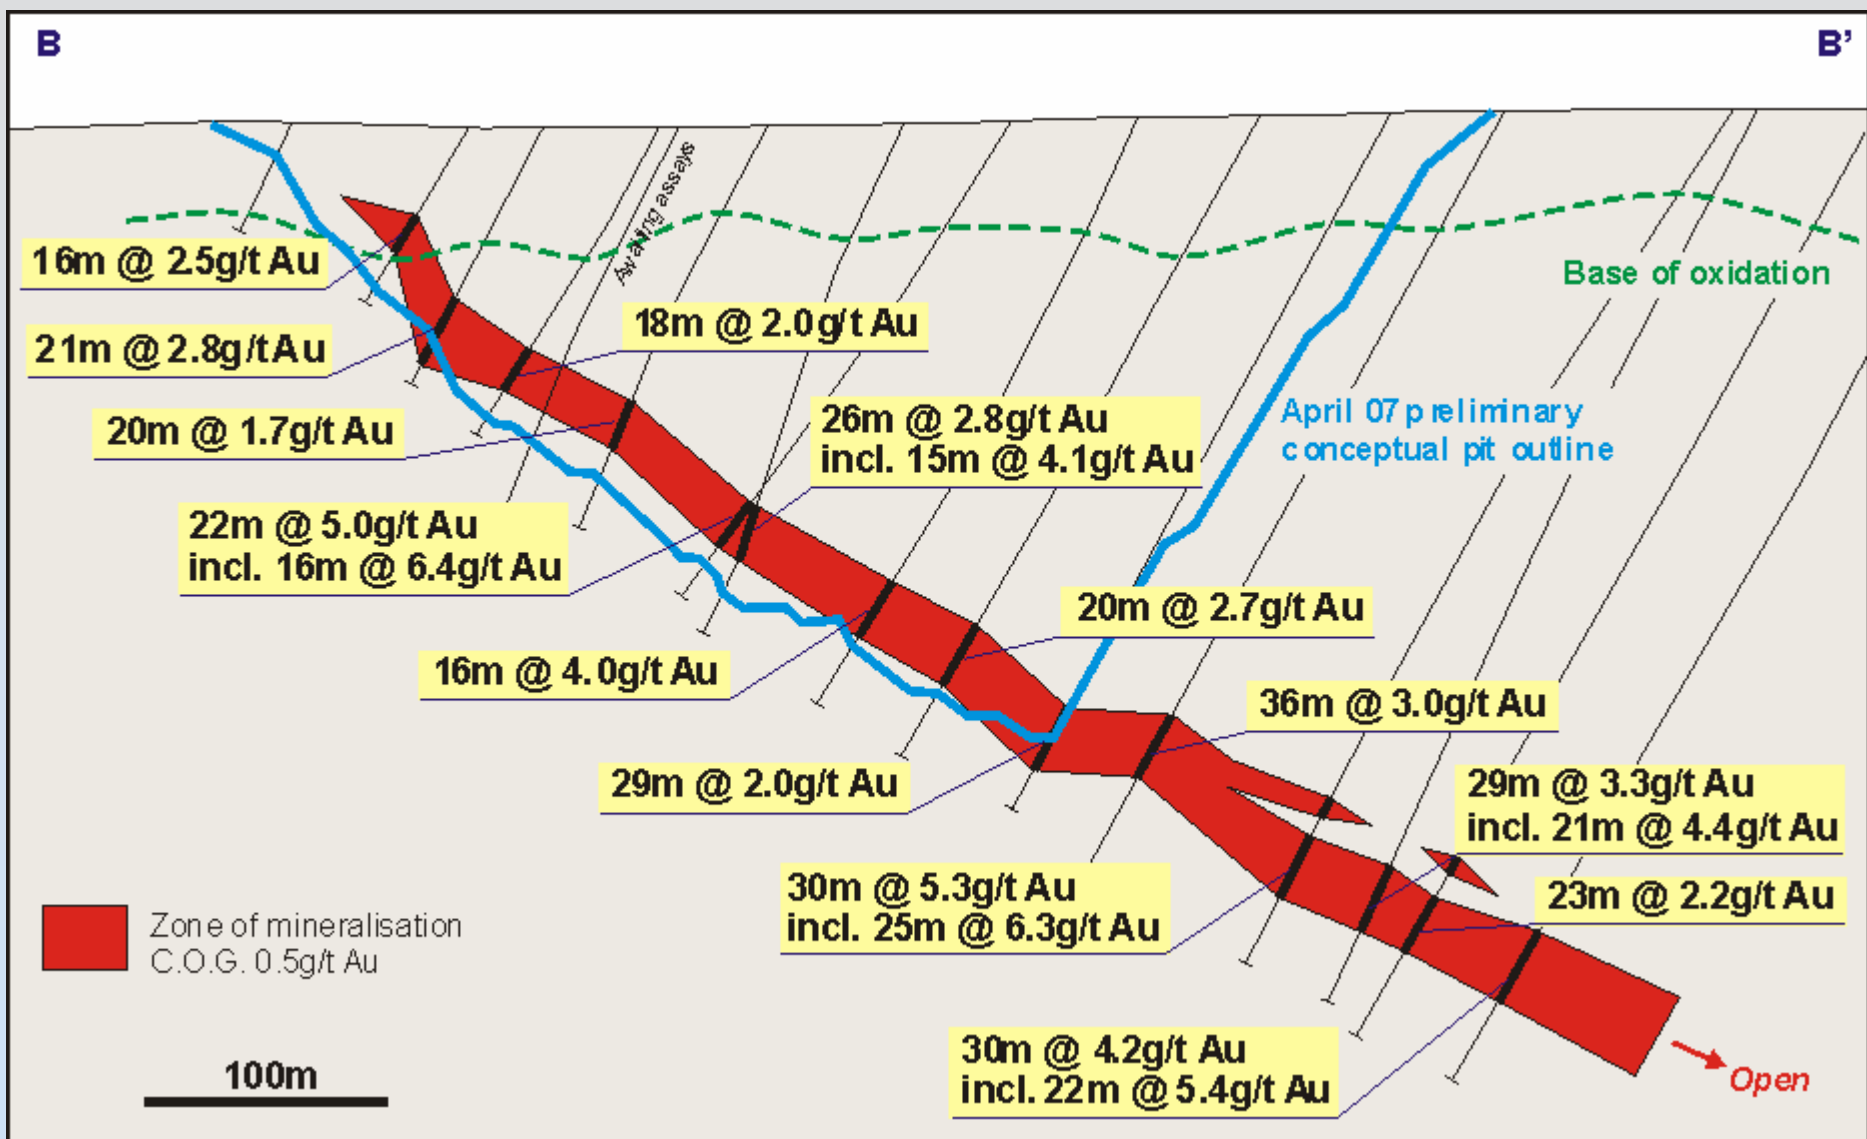 B
B’
Awaiting assays
16m @ 2.5g/t Au
Base of oxidation
18m @ 2.0g/t Au
21m @ 2.8g/t Au
26m @ 2.8g/t Au
incl. 15m @ 4.1g/t Au
April 07 preliminary
conceptual pit outline
20m @ 1.7g/t Au
22m @ 5.0g/t Au
incl. 16m @ 6.4g/t Au
20m @ 2.7g/t Au
16m @ 4.0g/t Au
36m @ 3.0g/t Au
29m @ 2.0g/t Au
29m @ 3.3g/t Au
incl. 21m @ 4.4g/t Au
30m @ 5.3g/t Au
incl. 25m @ 6.3g/t Au
23m @ 2.2g/t Au
Zone of mineralisation
C.O.G. 0.5g/t Au
30m @ 4.2g/t Au
incl. 22m @ 5.4g/t Au
100m
Open